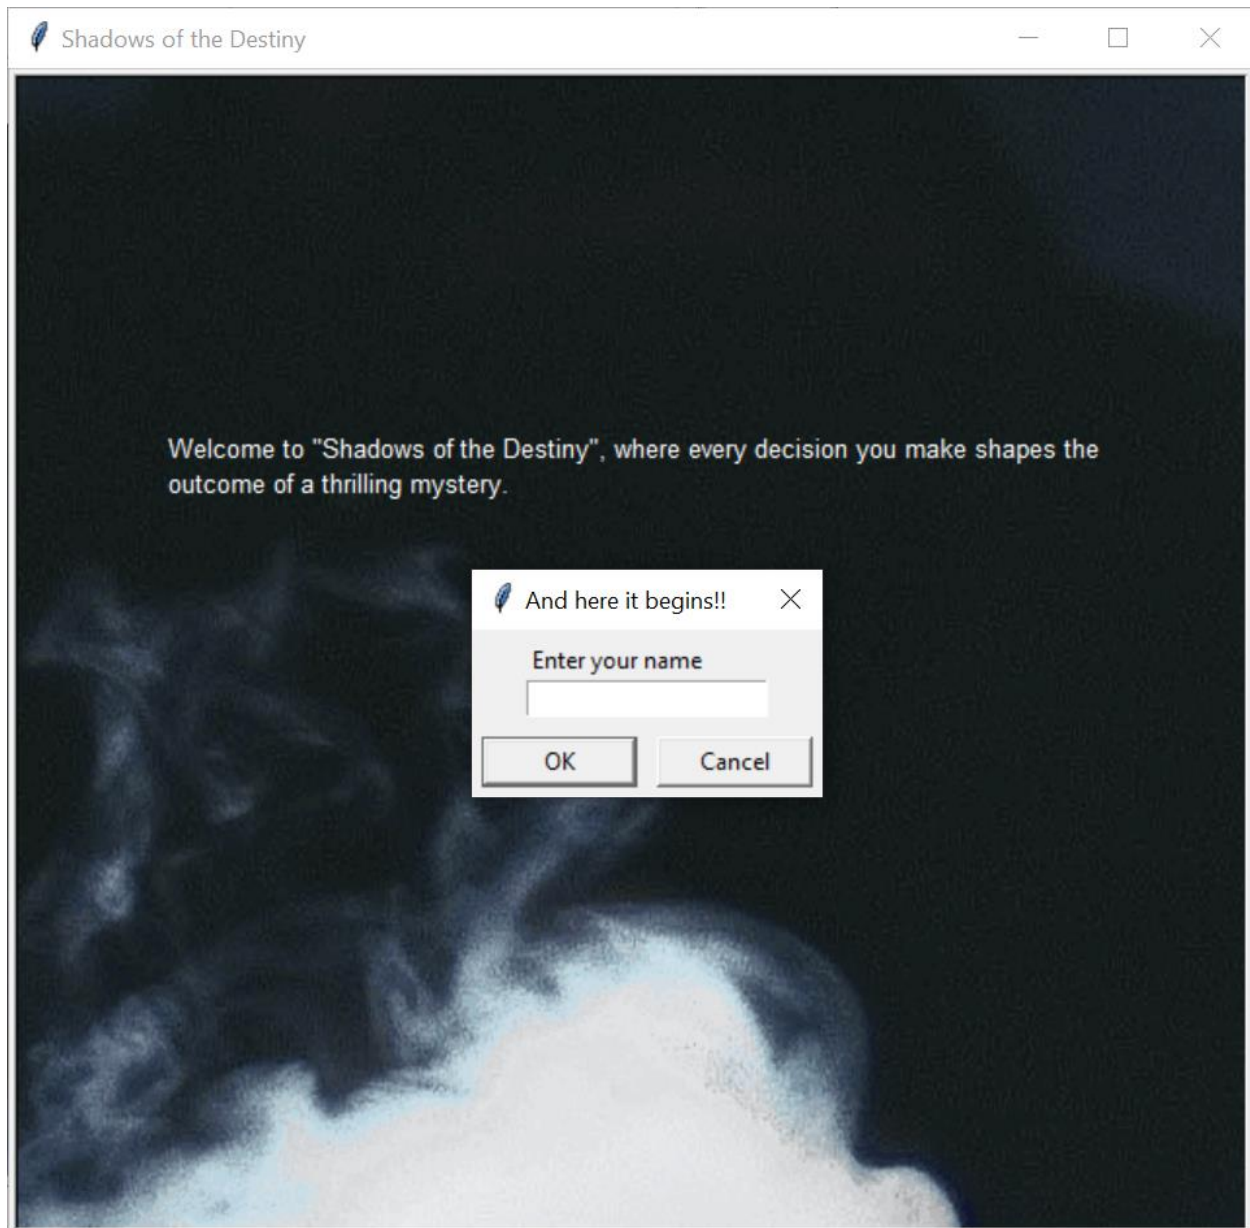 Shadows of the Destiny
Welcome to "Shadows of the Destiny", where every decision you make shapes the
outcome of a thrilling mystery.
And here it begins!!
Enter your name
OK Cancel